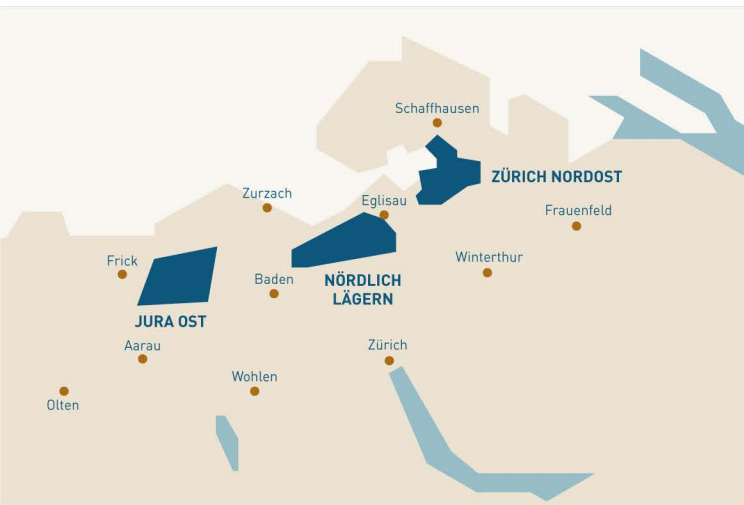 Schaffhausen
ZÜRICH NORDOST
Zurzach
Eglisau
Frauenfeld
Frick
Baden
NÖRDLICH
LÄGERN
Winterthur
JURA OST
Aarau
Zürich
Wohlen
Olten